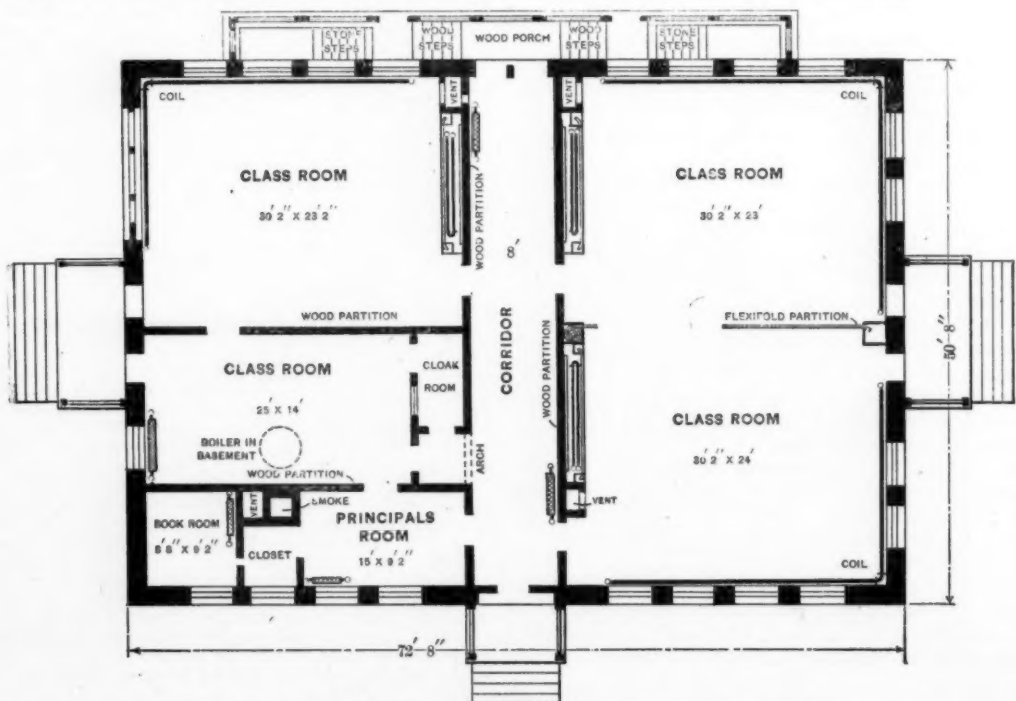 STONE STEPS
WOOD STEPS
WOOD PORCH
WOOD STEPS
STONE STEPS
COIL
VENT
VENT
COIL
CLASS ROOM
30' 2" X 23' 2"
WOOD PARTITION
8'
CLASS ROOM
30' 2" X 23'
WOOD PARTITION
FLEXIFOLD PARTITION
50'-8"
CLASS ROOM
25' X 14'
CLOAK
ROOM
CORRIDOR
WOOD PARTITION
CLASS ROOM
30' 2" X 24'
BOILER IN
BASEMENT
WOOD PARTITION
ARCH
VENT
SMOKE
VENT
BOOK ROOM
8' 8" X 9' 2"
CLOSET
PRINCIPALS
ROOM
15' X 9' 2"
COIL
72'-8"